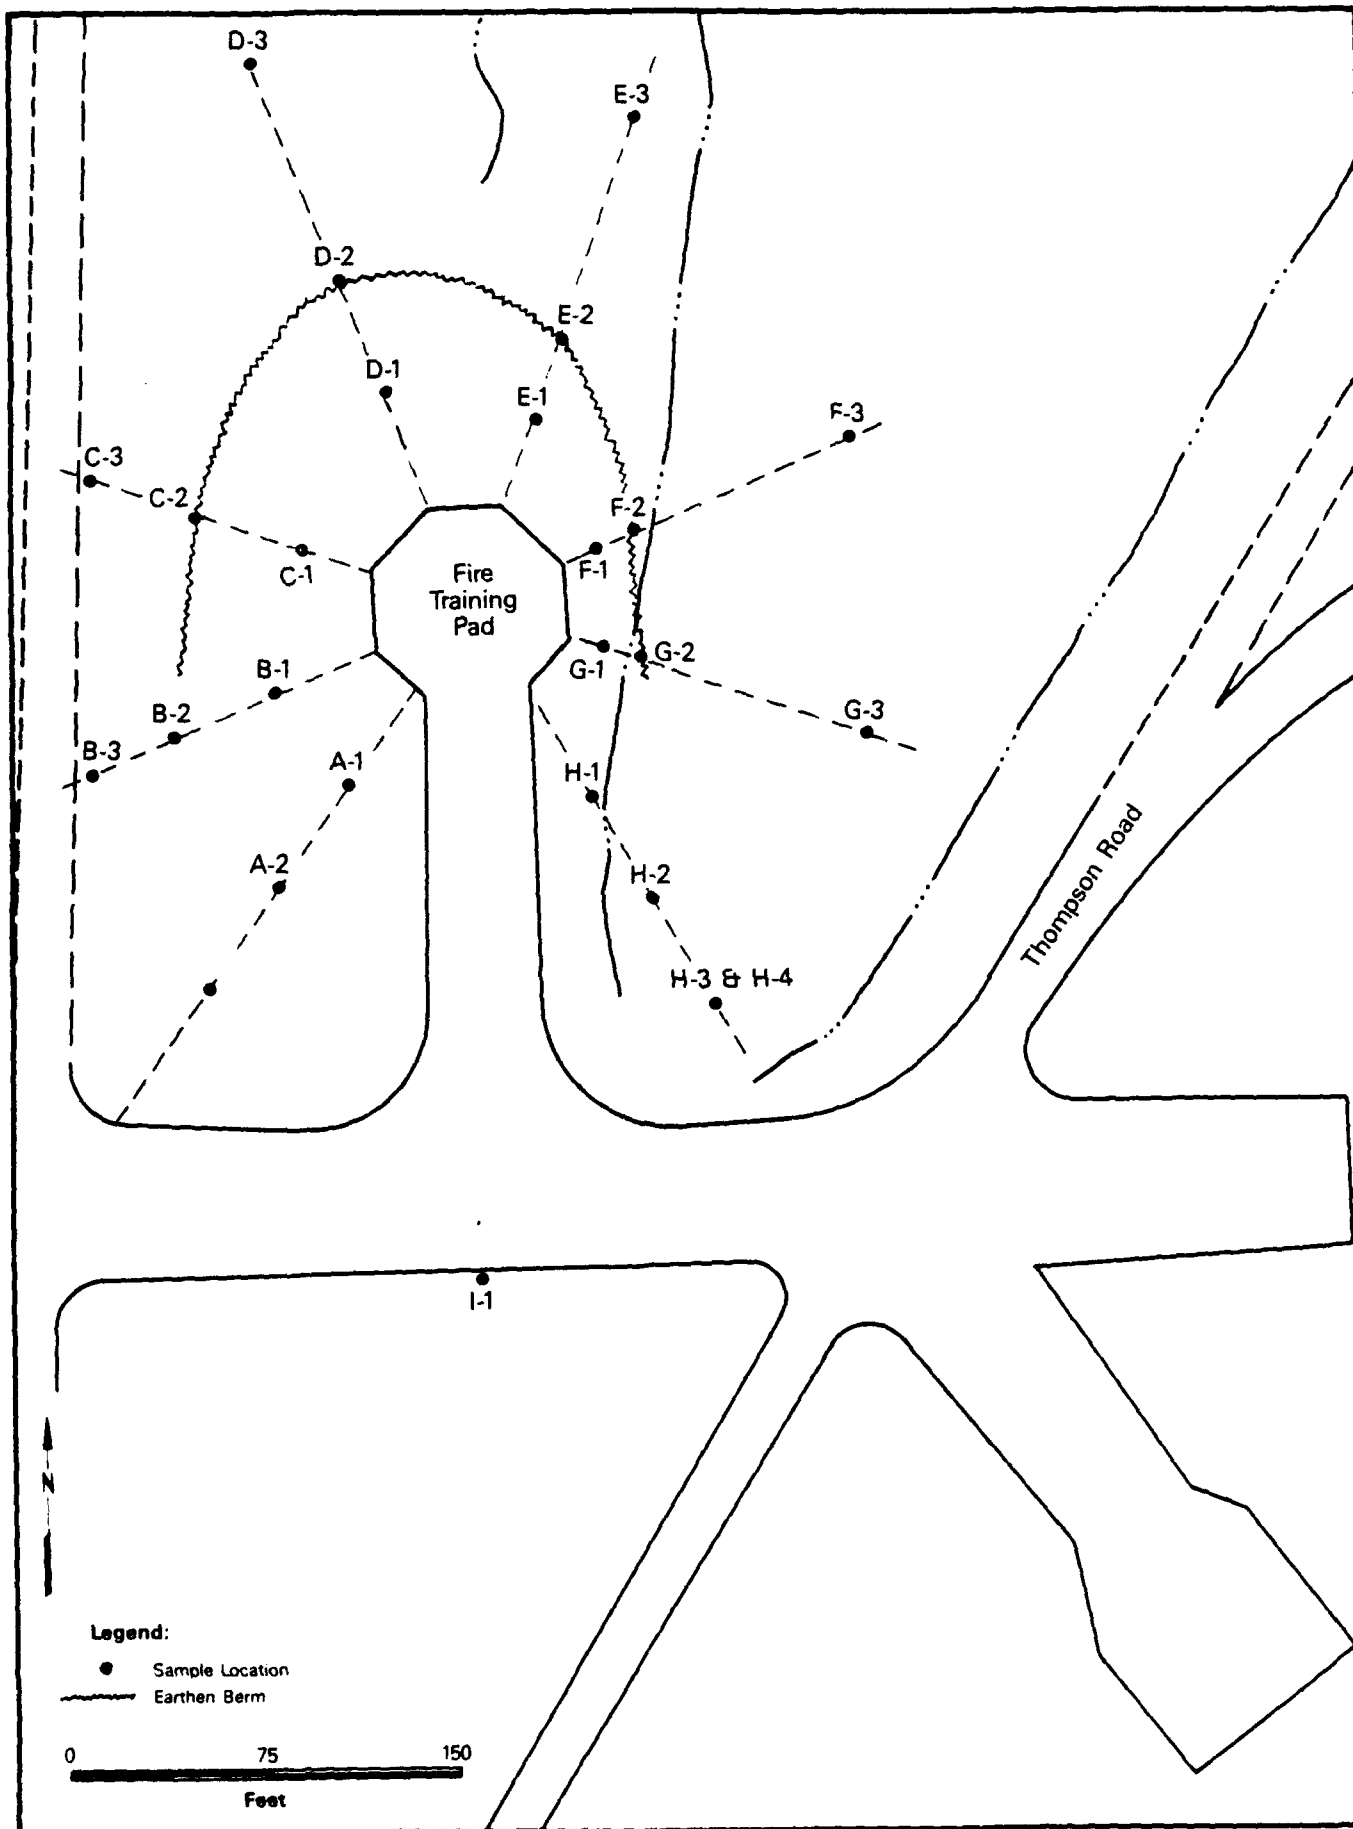 D-3
E-3
D-2
E-2
D-1
E-1
F-3
C-3
C-2
F-2
C-1
F-1
Fire
Training
Pad
B-1
G-1
G-2
B-2
G-3
B-3
A-1
H-1
A-2
H-2
Thompson Road
H-3 & H-4
I-1
N
Legend:
Sample Location
Earthen Berm
0 75 150
Feet